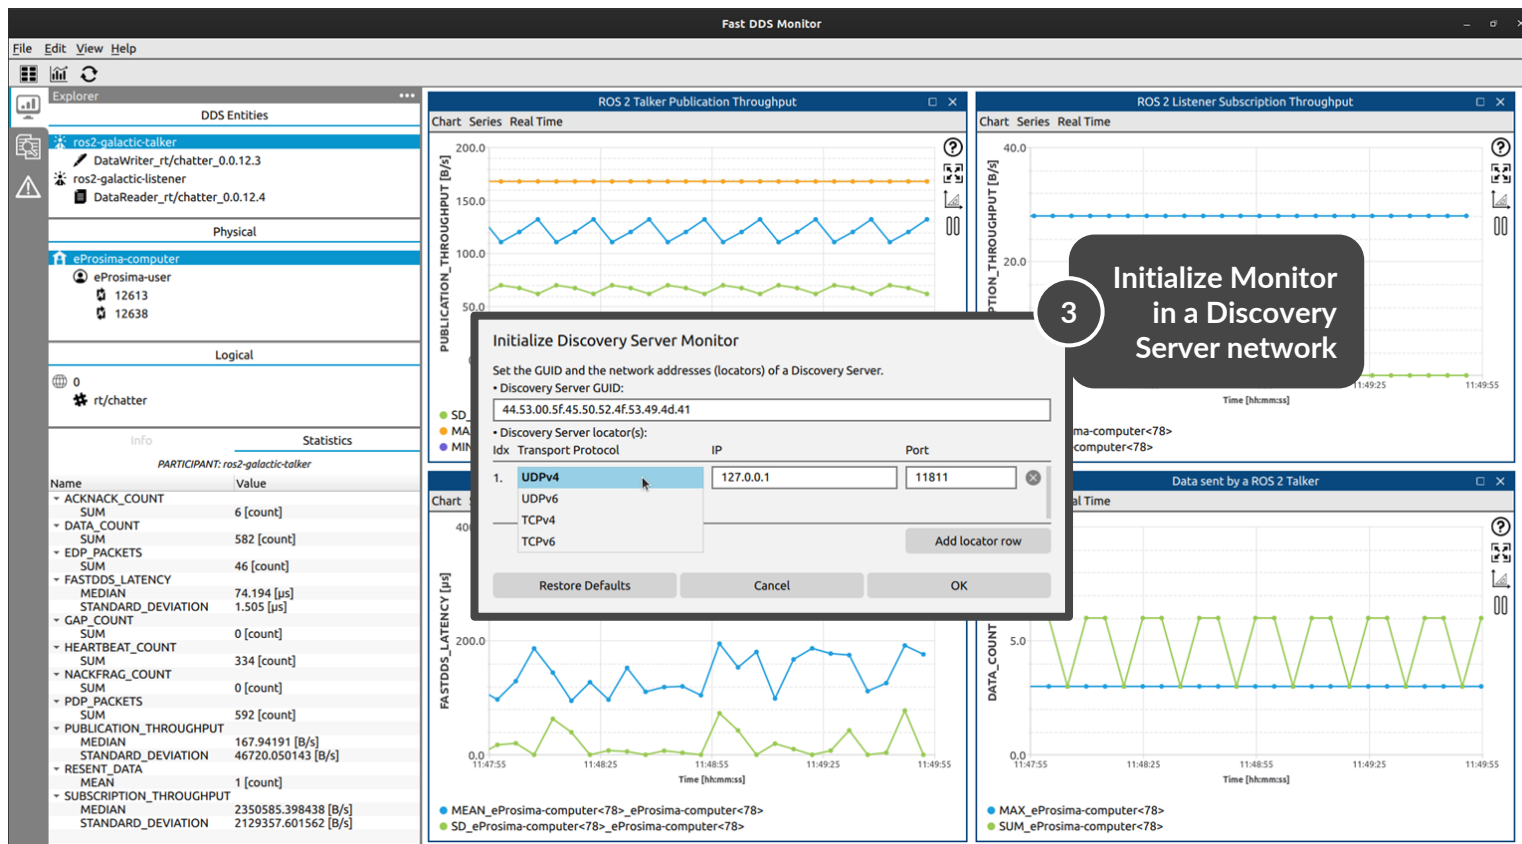 Fast DDS Monitor
File Edit View Help
Explorer
DDS Entities
ros2-galactic-talker
DataWriter_rt/chatter_0.0.12.3
ros2-galactic-listener
DataReader_rt/chatter_0.0.12.4
Physical
eProsima-computer
eProsima-user
12613
12638
Logical
0
rt/chatter
Info Statistics
PARTICIPANT: ros2-galactic-talker
Name Value
ACKNACK_COUNT
SUM 6 [count]
DATA_COUNT
SUM 582 [count]
EDP_PACKETS
SUM 46 [count]
FASTDDS_LATENCY
MEDIAN 74.194 [µs]
STANDARD_DEVIATION 1.505 [µs]
GAP_COUNT
SUM 0 [count]
HEARTBEAT_COUNT
SUM 334 [count]
NACKFRAG_COUNT
SUM 0 [count]
PDP_PACKETS
SUM 592 [count]
PUBLICATION_THROUGHPUT
MEDIAN 167.94191 [B/s]
STANDARD_DEVIATION 46720.050143 [B/s]
RESENT_DATA
MEAN 1 [count]
SUBSCRIPTION_THROUGHPUT
MEDIAN 2350585.398438 [B/s]
STANDARD_DEVIATION 2129357.601562 [B/s]
ROS 2 Talker Publication Throughput
Chart Series Real Time
PUBLICATION_THROUGHPUT [B/s]
200.0
150.0
100.0
50.0
SD_
MA
MIN
ROS 2 Listener Subscription Throughput
Chart Series Real Time
PTION_THROUGHPUT [B/s]
40.0
20.0
11:49:25 11:49:55
Time [hh:mm:ss]
ma-computer<78>
computer<78>
3
Initialize Monitor
in a Discovery
Server network
Initialize Discovery Server Monitor
Set the GUID and the network addresses (locators) of a Discovery Server.
• Discovery Server GUID:
44.53.00.5f.45.50.52.4f.53.49.4d.41
• Discovery Server locator(s):
Idx Transport Protocol IP Port
1. UDPv4 127.0.0.1 11811
UDPv6
TCPv4
TCPv6
Add locator row
Restore Defaults Cancel OK
Chart
FASTDDS_LATENCY [µs]
40
200.0
0.0
11:47:55 11:48:25 11:48:55 11:49:25 11:49:55
Time [hh:mm:ss]
MEAN_eProsima-computer<78>_eProsima-computer<78>
SD_eProsima-computer<78>_eProsima-computer<78>
Data sent by a ROS 2 Talker
al Time
DATA_COUNT
5.0
0.0
11:47:55 11:48:25 11:48:55 11:49:25 11:49:55
Time [hh:mm:ss]
MAX_eProsima-computer<78>
SUM_eProsima-computer<78>